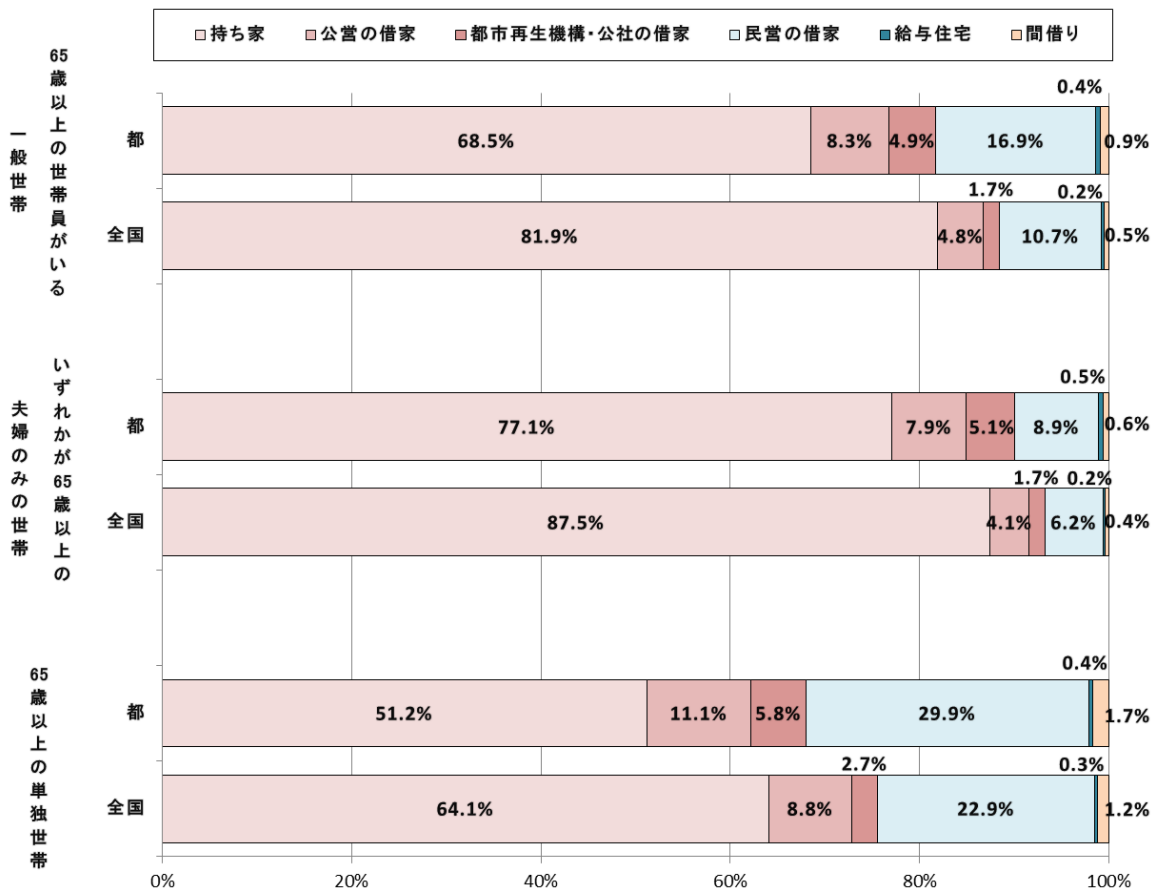 持ち家 公営の借家 都市再生機構・公社の借家 民営の借家 給与住宅 間借り
65歳以上の世帯員がいる
一般世帯
0.4%
都 68.5% 8.3% 4.9% 16.9% 0.9%
1.7% 0.2%
全国 81.9% 4.8% 10.7% 0.5%
いずれかが65歳以上の
夫婦のみの世帯
0.5%
都 77.1% 7.9% 5.1% 8.9% 0.6%
1.7% 0.2%
全国 87.5% 4.1% 6.2% 0.4%
65歳以上の単独世帯
0.4%
都 51.2% 11.1% 5.8% 29.9% 1.7%
2.7% 0.3%
全国 64.1% 8.8% 22.9% 1.2%
0% 20% 40% 60% 80% 100%